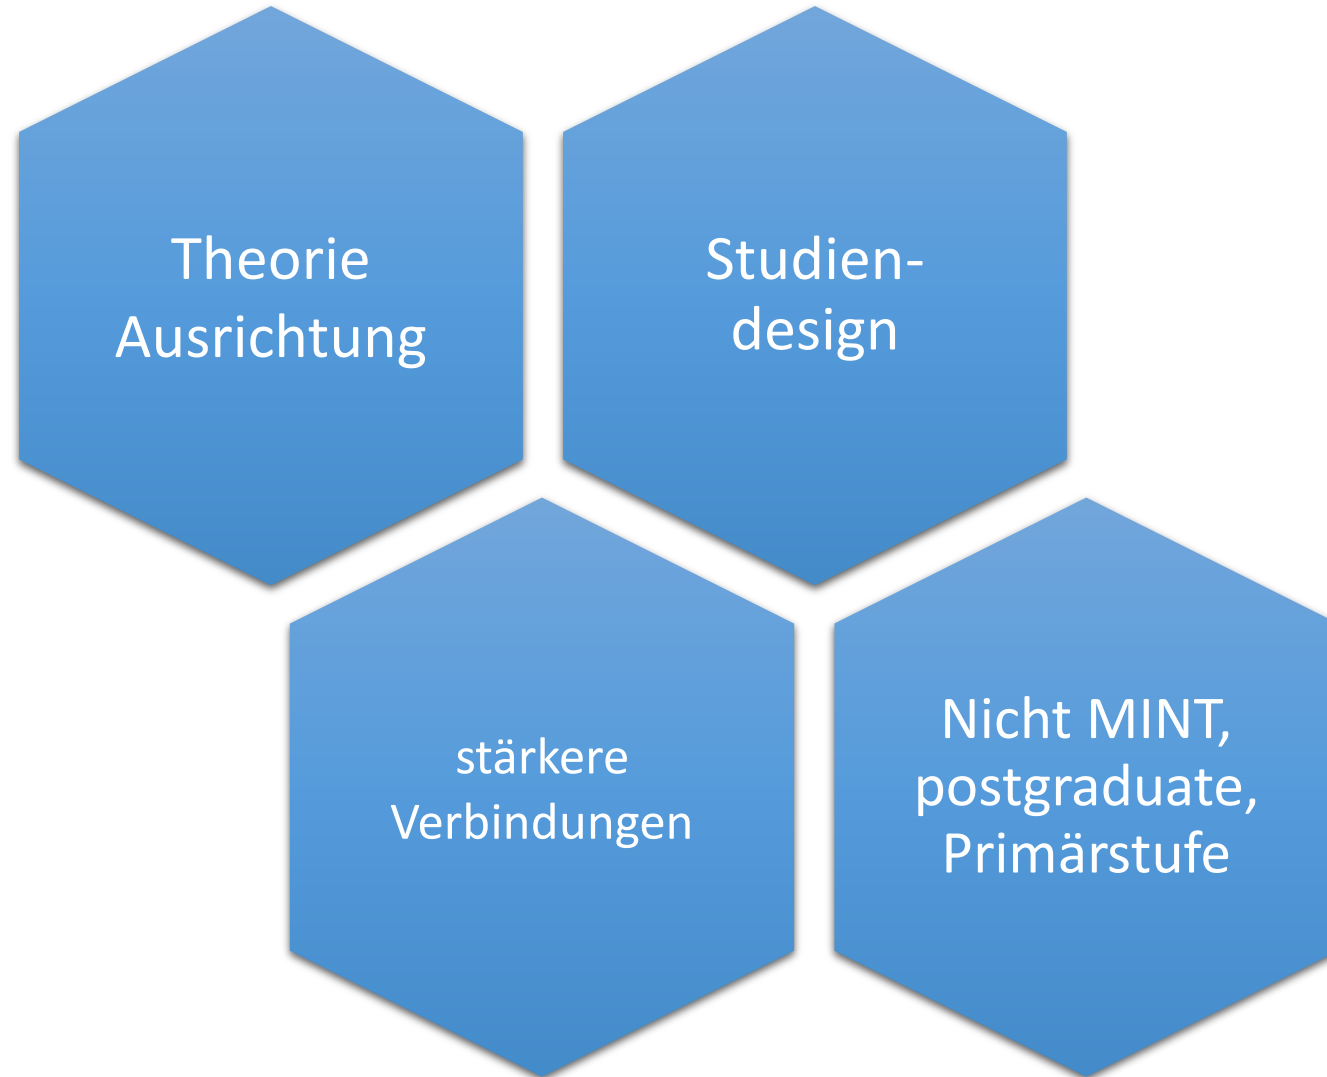 Theorie
Ausrichtung
Studien-
design
stärkere
Verbindungen
Nicht MINT,
postgraduate,
Primärstufe